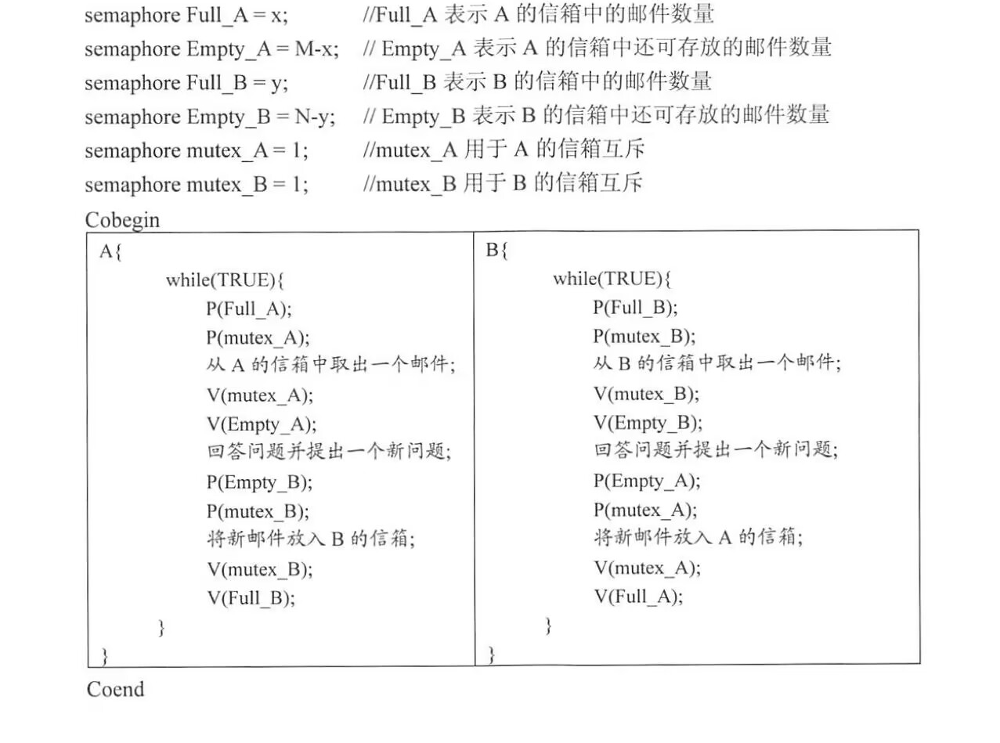 semaphore Full_A = x; //Full_A 表示 A 的信箱中的邮件数量
semaphore Empty_A = M-x; // Empty_A 表示 A 的信箱中还可存放的邮件数量
semaphore Full_B = y; //Full_B 表示 B 的信箱中的邮件数量
semaphore Empty_B = N-y; // Empty_B 表示 B 的信箱中还可存放的邮件数量
semaphore mutex_A = 1; //mutex_A 用于 A 的信箱互斥
semaphore mutex_B = 1; //mutex_B 用于 B 的信箱互斥
Cobegin
A{
while(TRUE){
P(Full_A);
P(mutex_A);
从 A 的信箱中取出一个邮件;
V(mutex_A);
V(Empty_A);
回答问题并提出一个新问题;
P(Empty_B);
P(mutex_B);
将新邮件放入 B 的信箱;
V(mutex_B);
V(Full_B);
}
}
B{
while(TRUE){
P(Full_B);
P(mutex_B);
从 B 的信箱中取出一个邮件;
V(mutex_B);
V(Empty_B);
回答问题并提出一个新问题;
P(Empty_A);
P(mutex_A);
将新邮件放入 A 的信箱;
V(mutex_A);
V(Full_A);
}
}
Coend